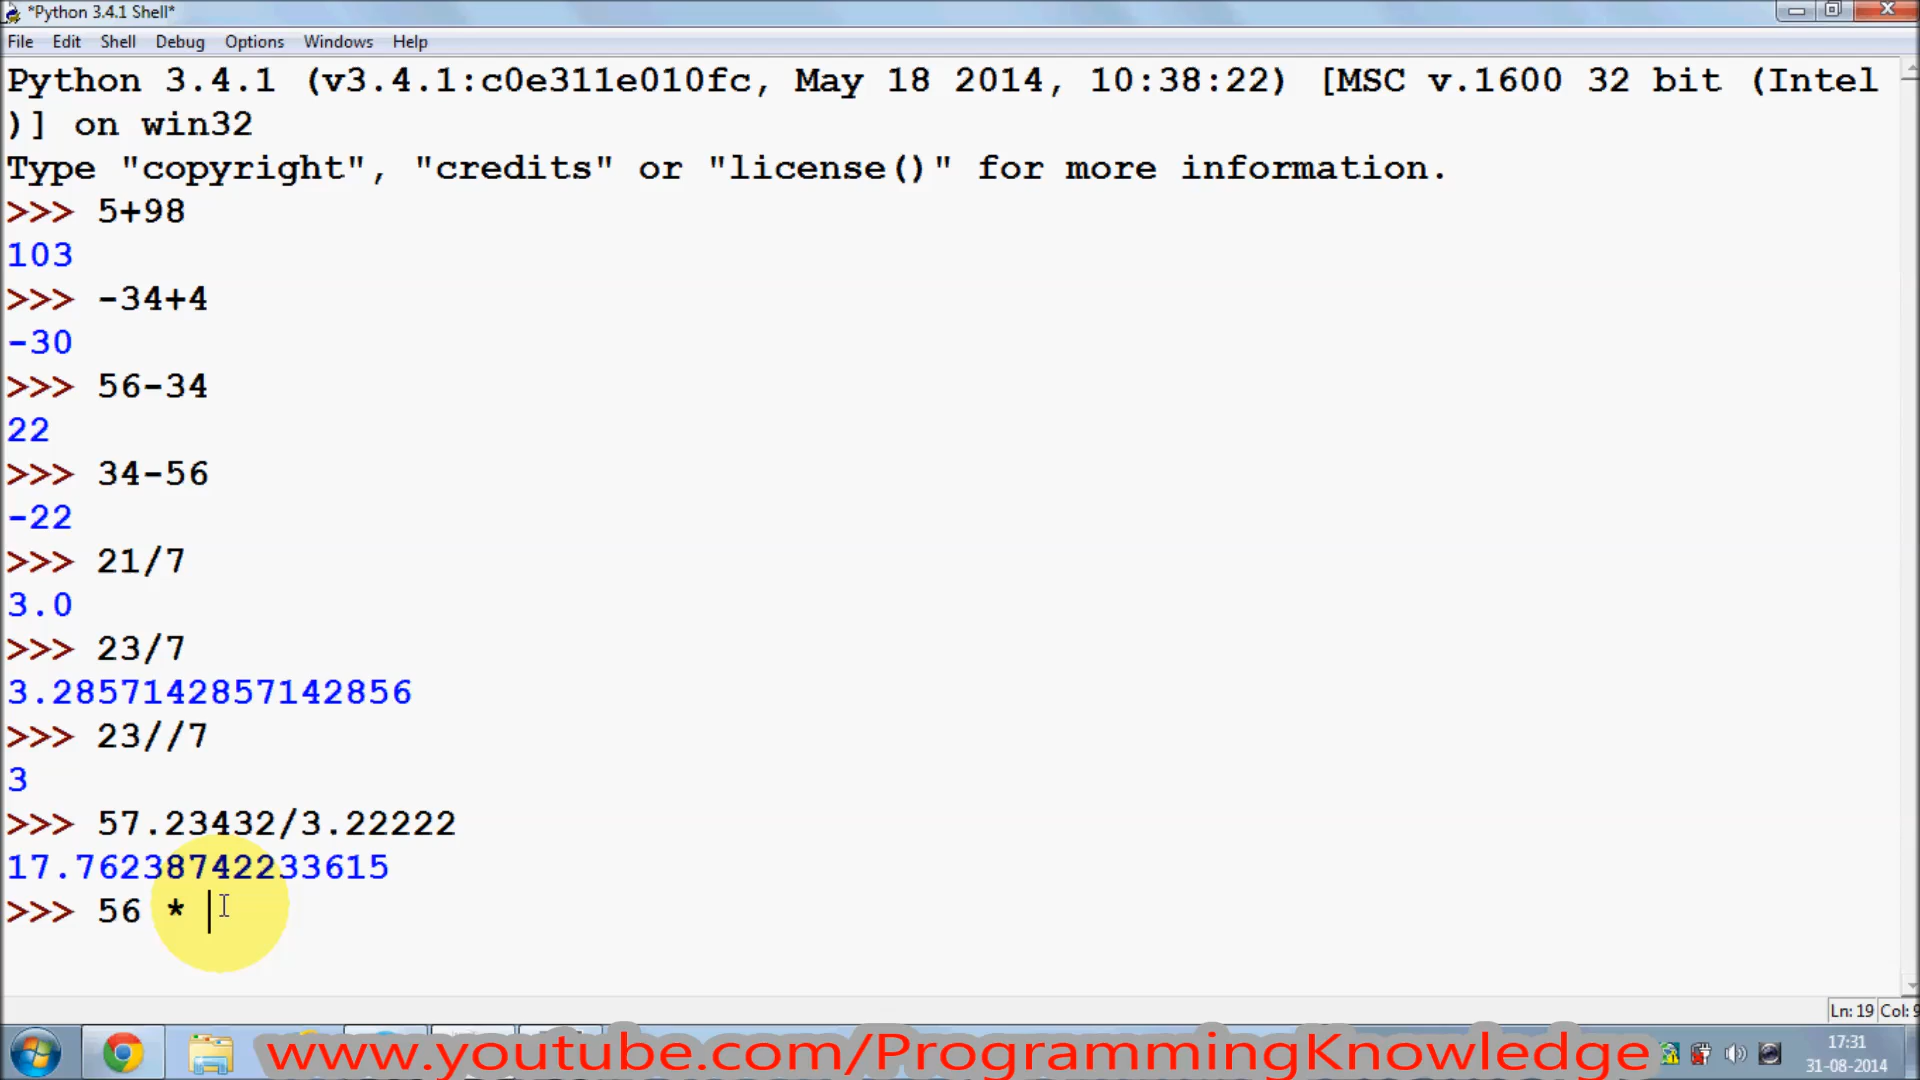 *Python 3.4.1 Shell*
File Edit Shell Debug Options Windows Help
Python 3.4.1 (v3.4.1:c0e311e010fc, May 18 2014, 10:38:22) [MSC v.1600 32 bit (Intel
)] on win32
Type "copyright", "credits" or "license()" for more information.
>>> 5+98
103
>>> -34+4
-30
>>> 56-34
22
>>> 34-56
-22
>>> 21/7
3.0
>>> 23/7
3.2857142857142856
>>> 23//7
3
>>> 57.23432/3.22222
17.76238742233615
>>> 56 *
Ln: 19 Col: 9
www.youtube.com/ProgrammingKnowledge
17:31
31-08-2014